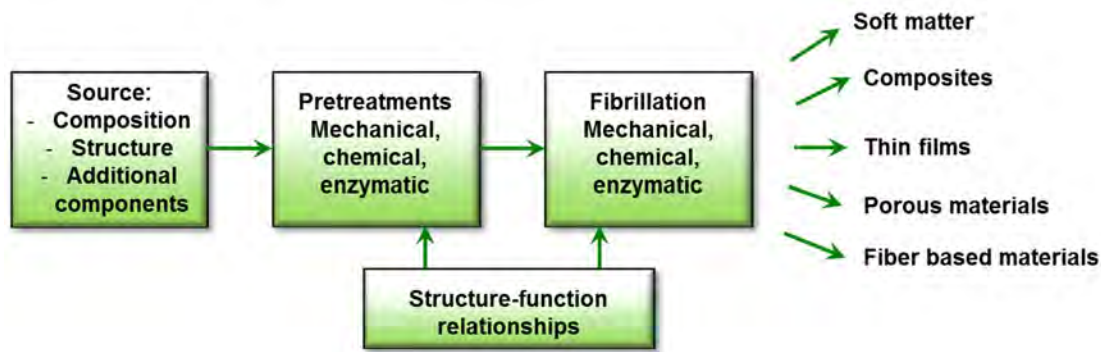 Source:
- Composition
- Structure
- Additional
components
Pretreatments
Mechanical,
chemical,
enzymatic
Fibrillation
Mechanical,
chemical,
enzymatic
Structure-function
relationships
Soft matter
Composites
Thin films
Porous materials
Fiber based materials